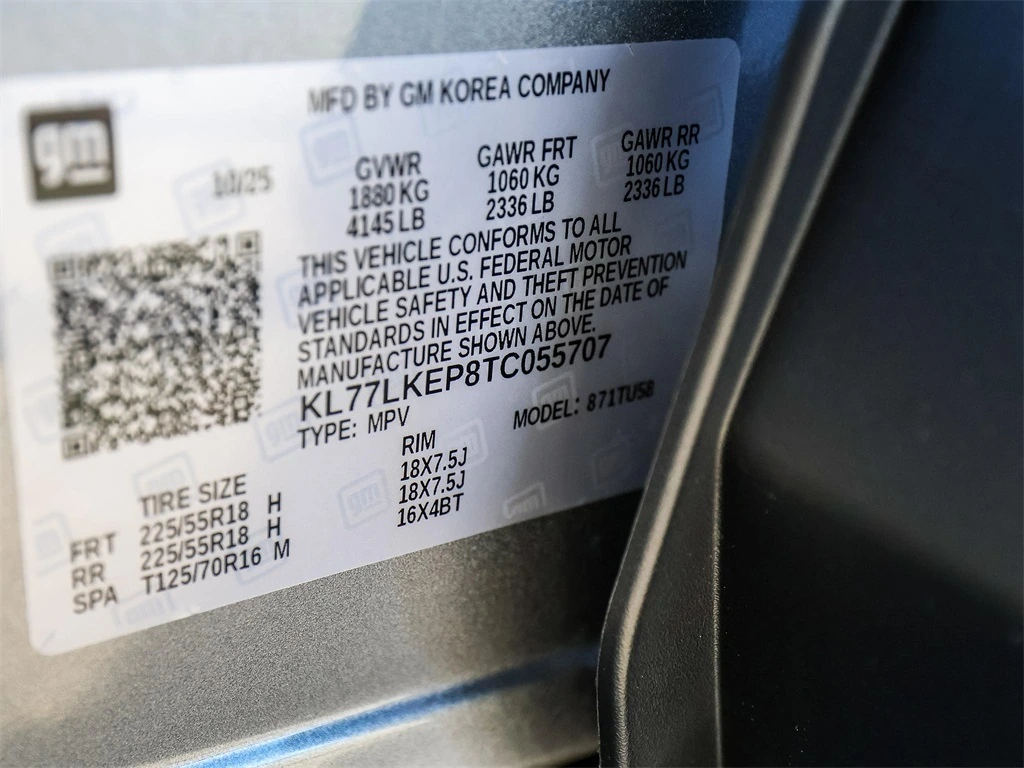 MFD BY GM KOREA COMPANY
gm
10/25
GVWR
1880 KG
4145 LB
GAWR FRT
1060 KG
2336 LB
GAWR RR
1060 KG
2336 LB
THIS VEHICLE CONFORMS TO ALL
APPLICABLE U.S. FEDERAL MOTOR
VEHICLE SAFETY AND THEFT PREVENTION
STANDARDS IN EFFECT ON THE DATE OF
MANUFACTURE SHOWN ABOVE.
KL77LKEP8TC055707
TYPE: MPV
MODEL: 871TU58
TIRE SIZE RIM
FRT 225/55R18 H 18X7.5J
RR 225/55R18 H 18X7.5J
SPA T125/70R16 M 16X4BT